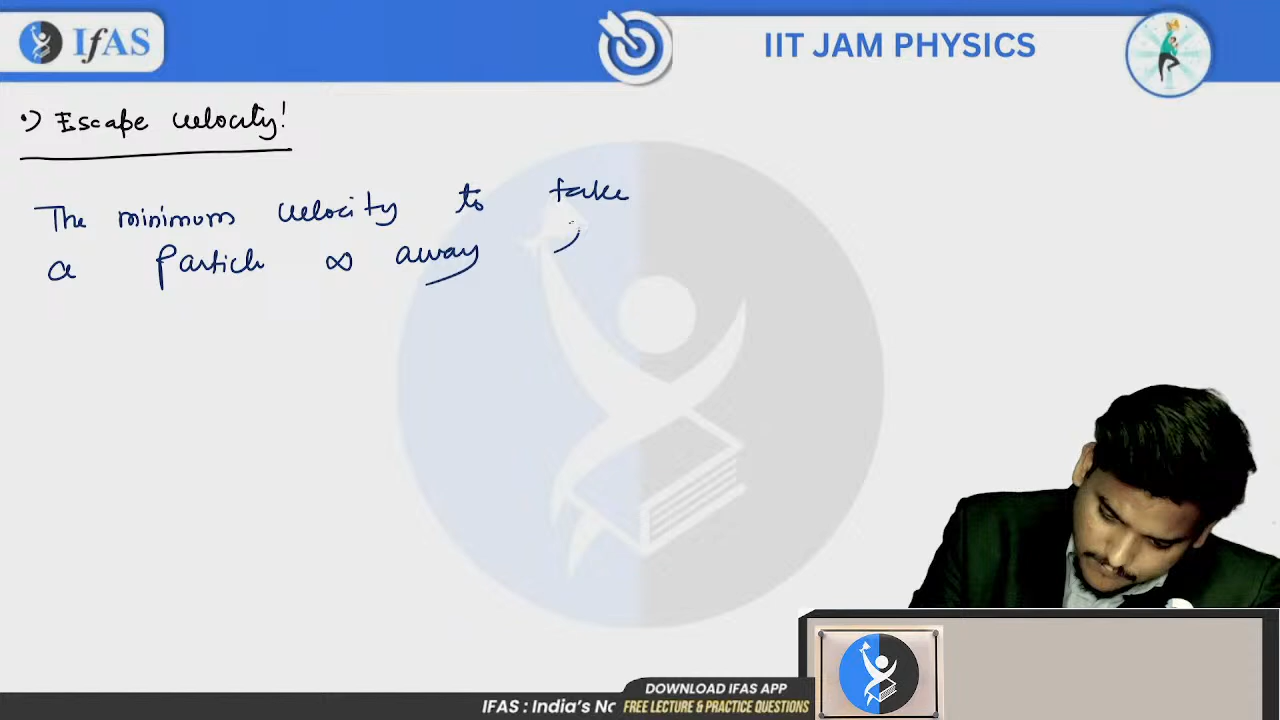 IfAS
IIT JAM PHYSICS
•) Escape velocity!
The minimum velocity to take
a particle ∞ away
DOWNLOAD IFAS APP
IFAS : India's No
FREE LECTURE & PRACTICE QUESTIONS